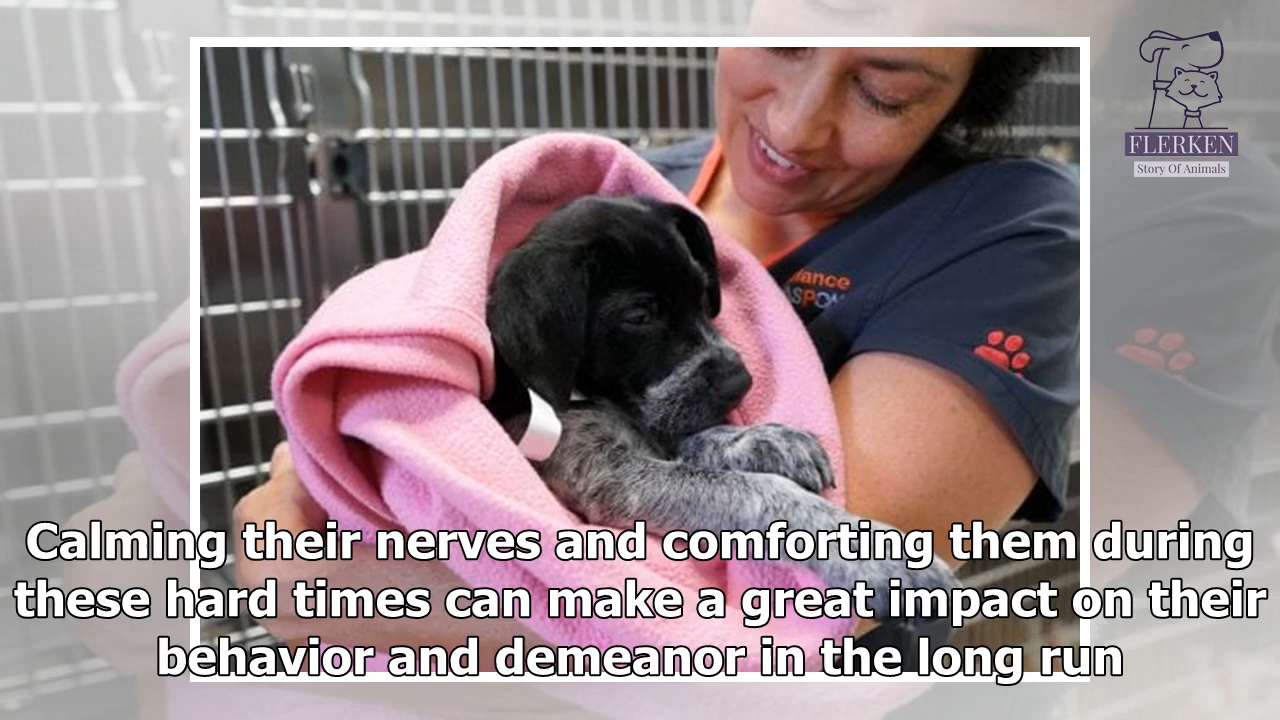 FLERKEN
Story Of Animals
Calming their nerves and comforting them during
these hard times can make a great impact on their
behavior and demeanor in the long run